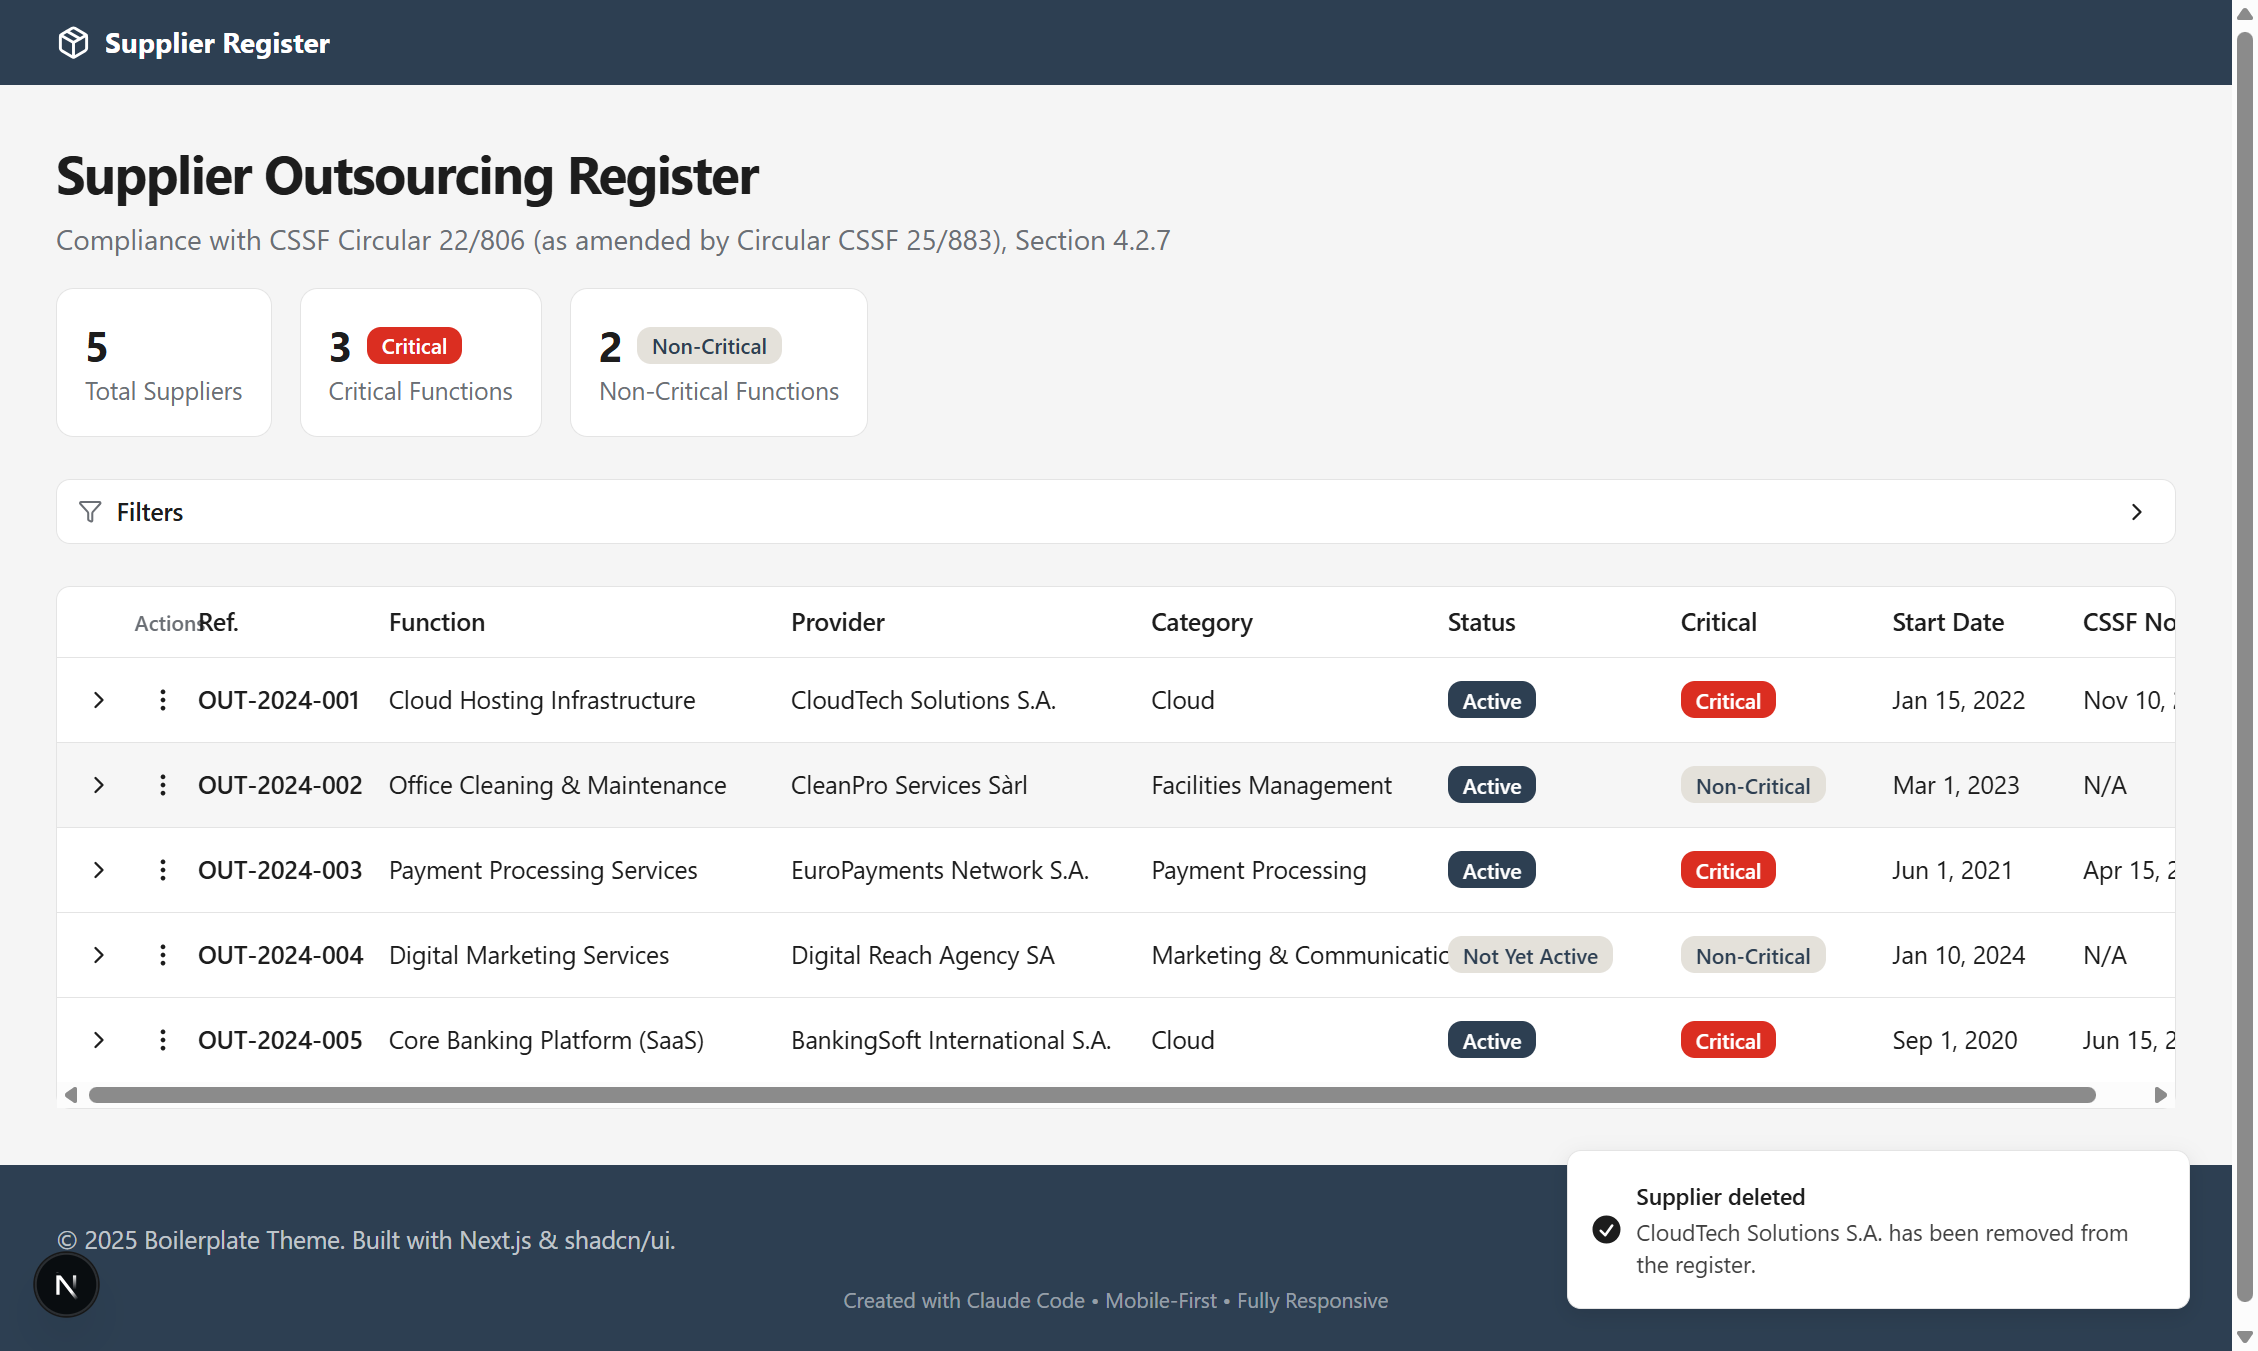 Supplier Register
Supplier Outsourcing Register
Compliance with CSSF Circular 22/806 (as amended by Circular CSSF 25/883), Section 4.2.7
5
Total Suppliers
3 Critical
Critical Functions
2 Non-Critical
Non-Critical Functions
Filters
Actions Ref. Function Provider Category Status Critical Start Date CSSF No
OUT-2024-001 Cloud Hosting Infrastructure CloudTech Solutions S.A. Cloud Active Critical Jan 15, 2022 Nov 10,
OUT-2024-002 Office Cleaning & Maintenance CleanPro Services Sàrl Facilities Management Active Non-Critical Mar 1, 2023 N/A
OUT-2024-003 Payment Processing Services EuroPayments Network S.A. Payment Processing Active Critical Jun 1, 2021 Apr 15, 2
OUT-2024-004 Digital Marketing Services Digital Reach Agency SA Marketing & Communicatio Not Yet Active Non-Critical Jan 10, 2024 N/A
OUT-2024-005 Core Banking Platform (SaaS) BankingSoft International S.A. Cloud Active Critical Sep 1, 2020 Jun 15, 2
Supplier deleted
CloudTech Solutions S.A. has been removed from
the register.
© 2025 Boilerplate Theme. Built with Next.js & shadcn/ui.
N
Created with Claude Code • Mobile-First • Fully Responsive